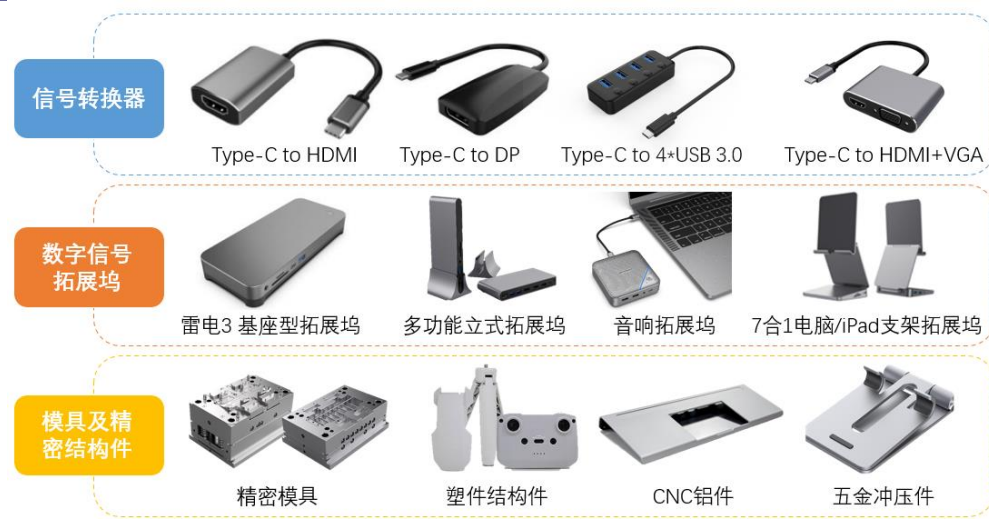 信号转换器
Type-C to HDMI
Type-C to DP
Type-C to 4*USB 3.0
Type-C to HDMI+VGA
数字信号
拓展坞
雷电3 基座型拓展坞
多功能立式拓展坞
音响拓展坞
7合1电脑/iPad支架拓展坞
模具及精
密结构件
精密模具
塑件结构件
CNC铝件
五金冲压件